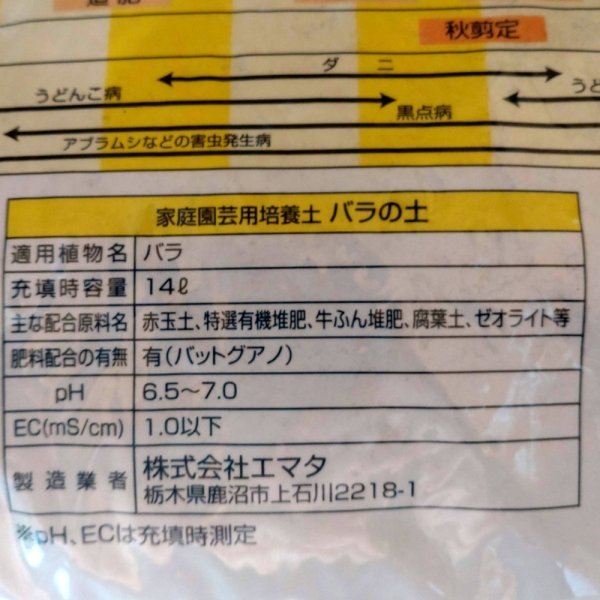 追肥
秋剪定
ダニ
うどんこ病
うど
黒点病
アブラムシなどの害虫発生病
家庭園芸用培養土 バラの土
適用植物名 バラ
充填時容量 14ℓ
主な配合原料名 赤玉土、特選有機堆肥、牛ふん堆肥、腐葉土、ゼオライト等
肥料配合の有無 有(バットグアノ)
pH 6.5〜7.0
EC(mS/cm) 1.0以下
製造業者 株式会社エマタ
栃木県鹿沼市上石川2218-1
※pH、ECは充填時測定